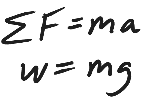 ΣF = ma
w = mg